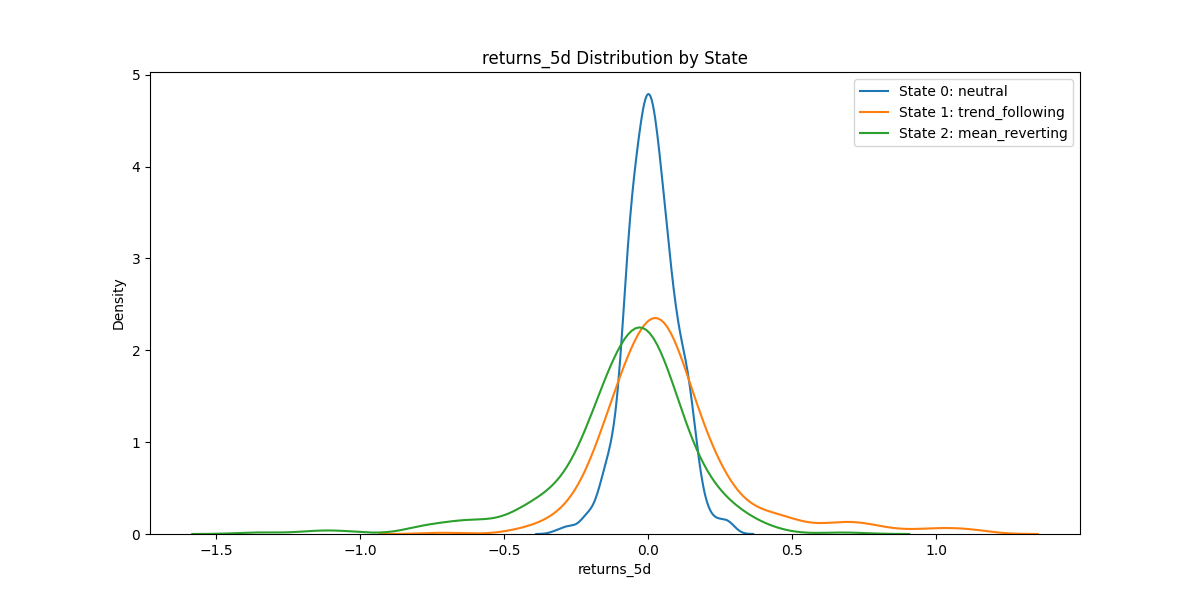 returns_5d Distribution by State
State 0: neutral
State 1: trend_following
State 2: mean_reverting
Density
5
4
3
2
1
0
−1.5
−1.0
−0.5
0.0
0.5
1.0
returns_5d